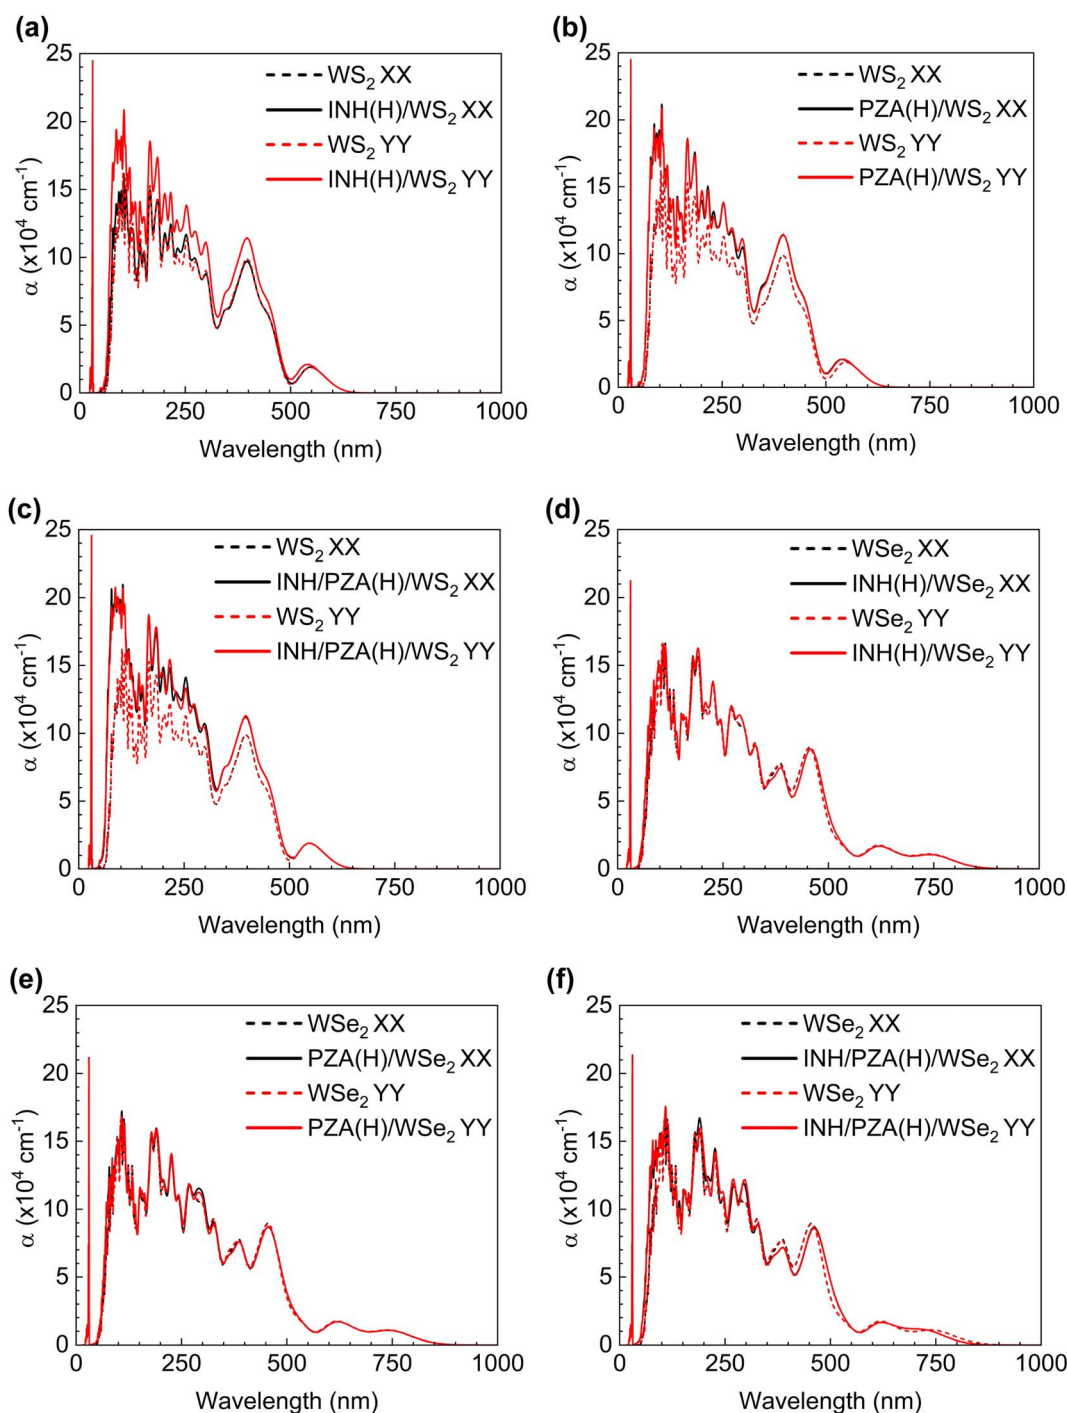 (a)
25
20
15
10
5
0
α (x10⁴ cm⁻¹)
WS₂ XX
INH(H)/WS₂ XX
WS₂ YY
INH(H)/WS₂ YY
0 250 500 750 1000
Wavelength (nm)
(b)
25
20
15
10
5
0
α (x10⁴ cm⁻¹)
WS₂ XX
PZA(H)/WS₂ XX
WS₂ YY
PZA(H)/WS₂ YY
0 250 500 750 1000
Wavelength (nm)
(c)
25
20
15
10
5
0
α (x10⁴ cm⁻¹)
WS₂ XX
INH/PZA(H)/WS₂ XX
WS₂ YY
INH/PZA(H)/WS₂ YY
0 250 500 750 1000
Wavelength (nm)
(d)
25
20
15
10
5
0
α (x10⁴ cm⁻¹)
WSe₂ XX
INH(H)/WSe₂ XX
WSe₂ YY
INH(H)/WSe₂ YY
0 250 500 750 1000
Wavelength (nm)
(e)
25
20
15
10
5
0
α (x10⁴ cm⁻¹)
WSe₂ XX
PZA(H)/WSe₂ XX
WSe₂ YY
PZA(H)/WSe₂ YY
0 250 500 750 1000
Wavelength (nm)
(f)
25
20
15
10
5
0
α (x10⁴ cm⁻¹)
WSe₂ XX
INH/PZA(H)/WSe₂ XX
WSe₂ YY
INH/PZA(H)/WSe₂ YY
0 250 500 750 1000
Wavelength (nm)